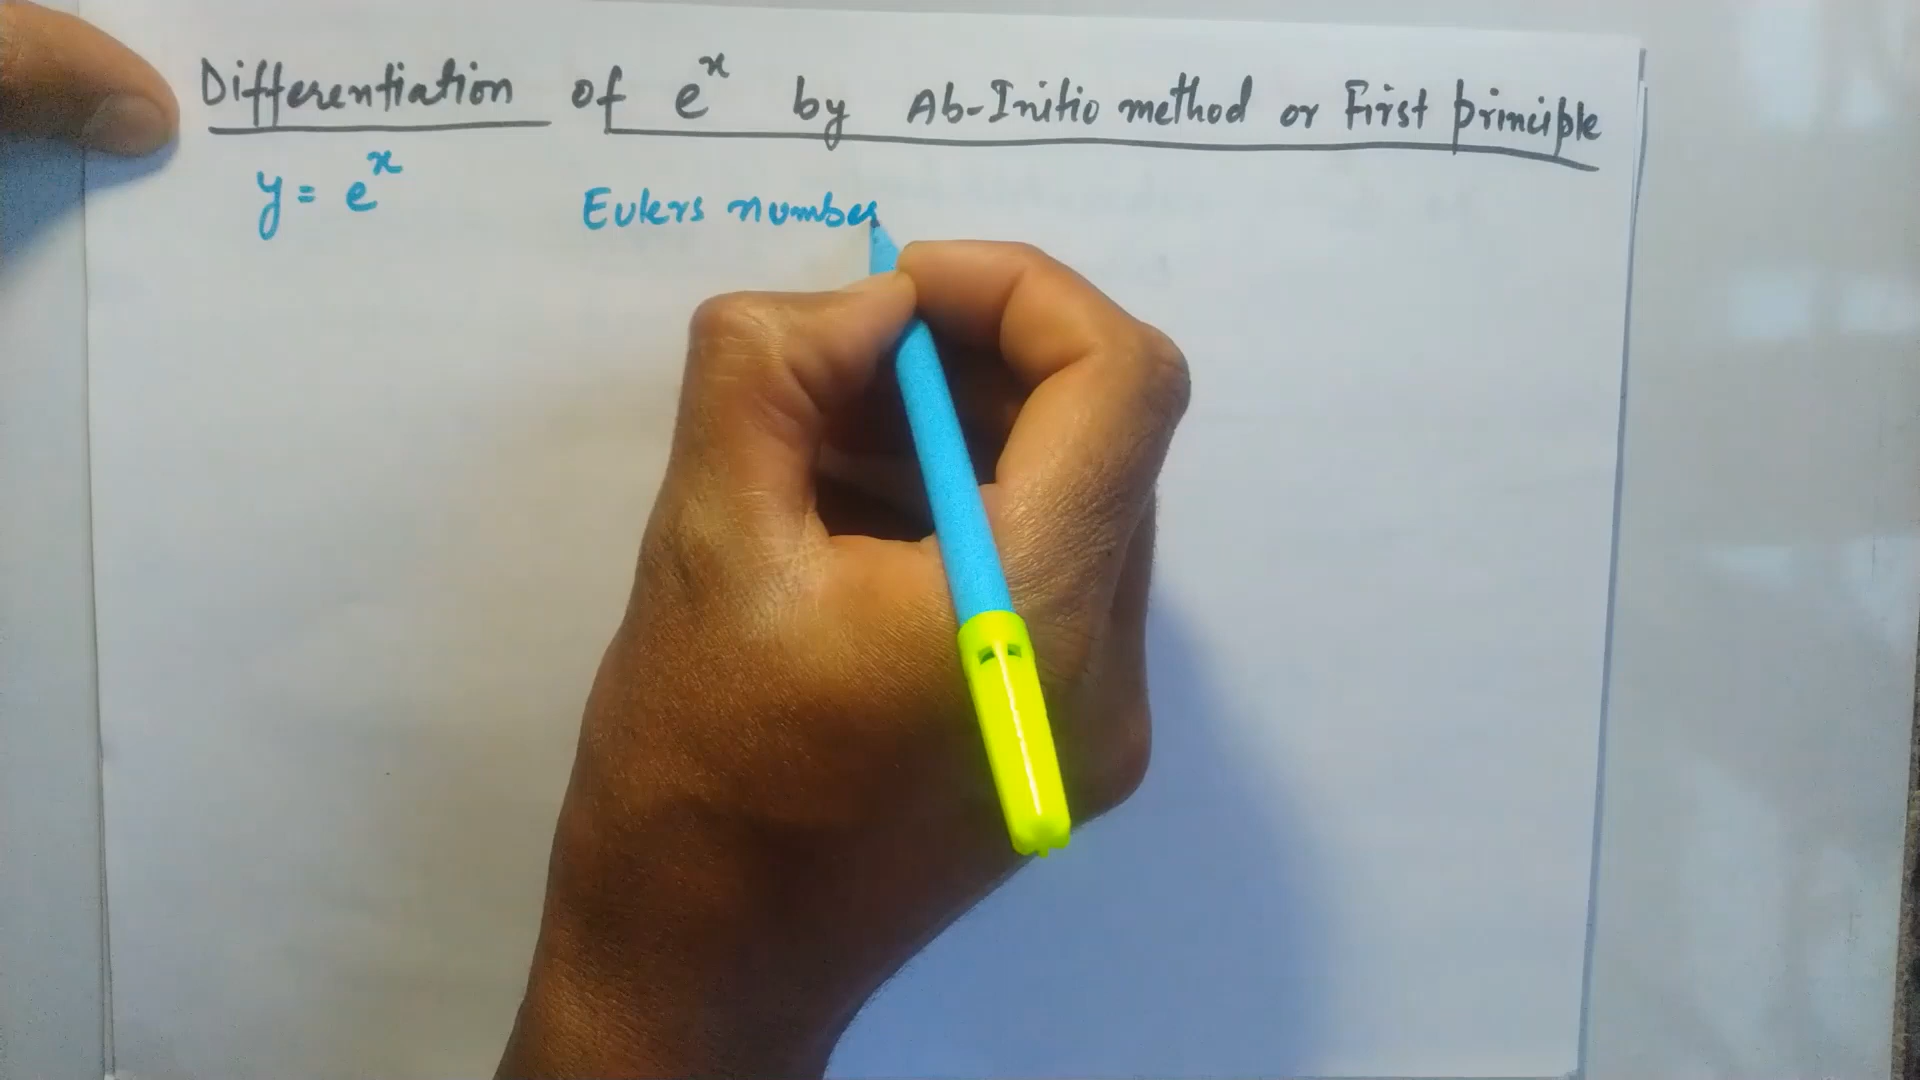 Differentiation of e^x by Ab-Initio method or First principle
y = e^x Eulers number